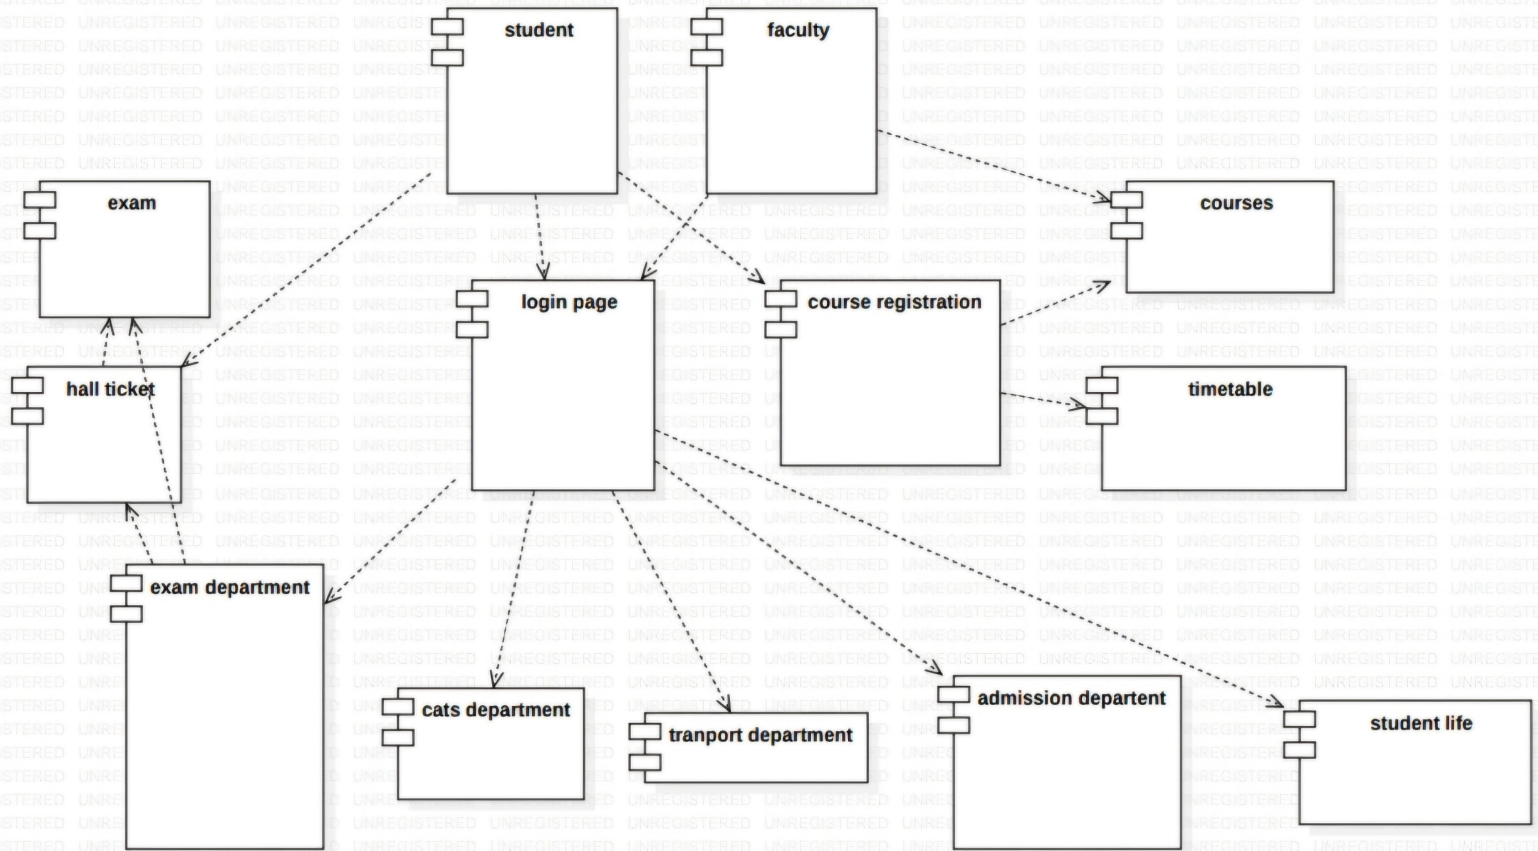 student
faculty
exam
courses
login page
course registration
hall ticket
timetable
exam department
admission departent
cats department
student life
tranport department
UNREGISTERED